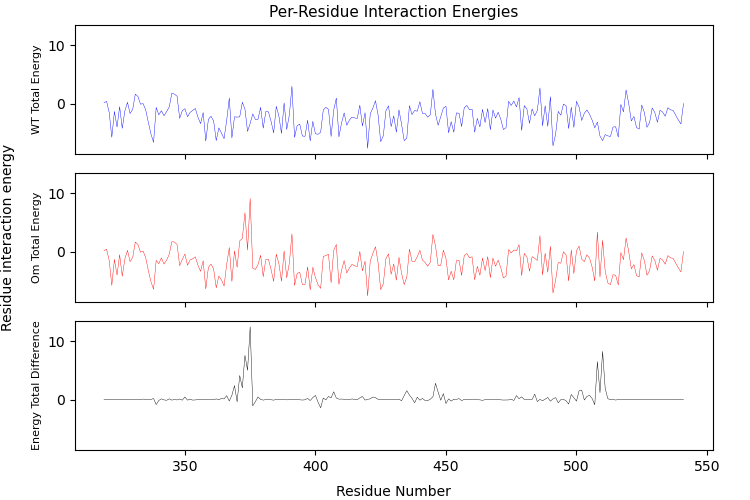 Per-Residue Interaction Energies
Residue interaction energy
WT Total Energy
10
0
Om Total Energy
10
0
Energy Total Difference
10
0
350
400
450
500
550
Residue Number